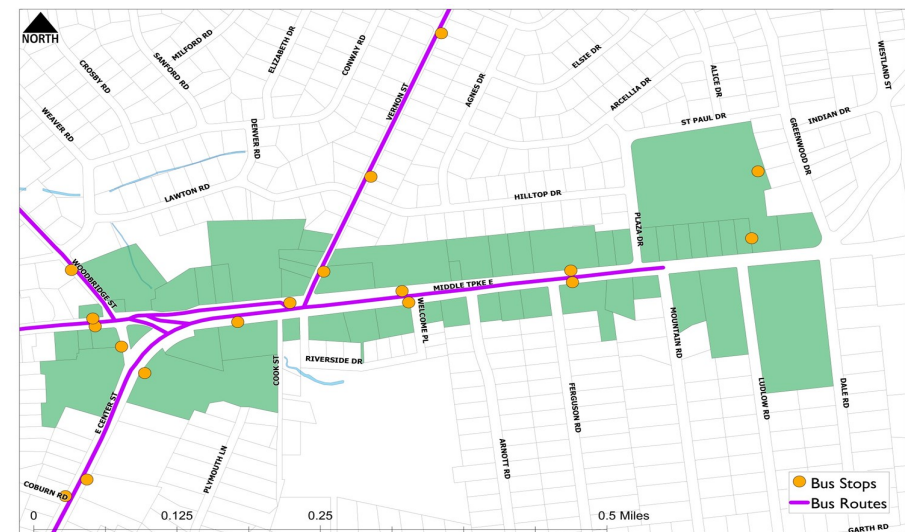 NORTH
MILFORD RD
SANFORD RD
CROSBY RD
WEAVER RD
ELIZABETH DR
CONWAY RD
VERNON ST
AGNES DR
ELSIE DR
ARCELLIA DR
ALICE DR
WESTLAND ST
ST PAUL DR
GREENWOOD DR
INDIAN DR
DENVER RD
LAWTON RD
HILLTOP DR
PLAZA DR
WOODBRIDGE ST
MIDDLE TPKE E
WELCOME PL
MOUNTAIN RD
COOK ST
RIVERSIDE DR
E CENTER ST
FERGUSON RD
LUDLOW RD
DALE RD
PLYMOUTH LN
ARNOTT RD
COBURN RD
Bus Stops
Bus Routes
0 0.125 0.25 0.5 Miles
GARTH RD